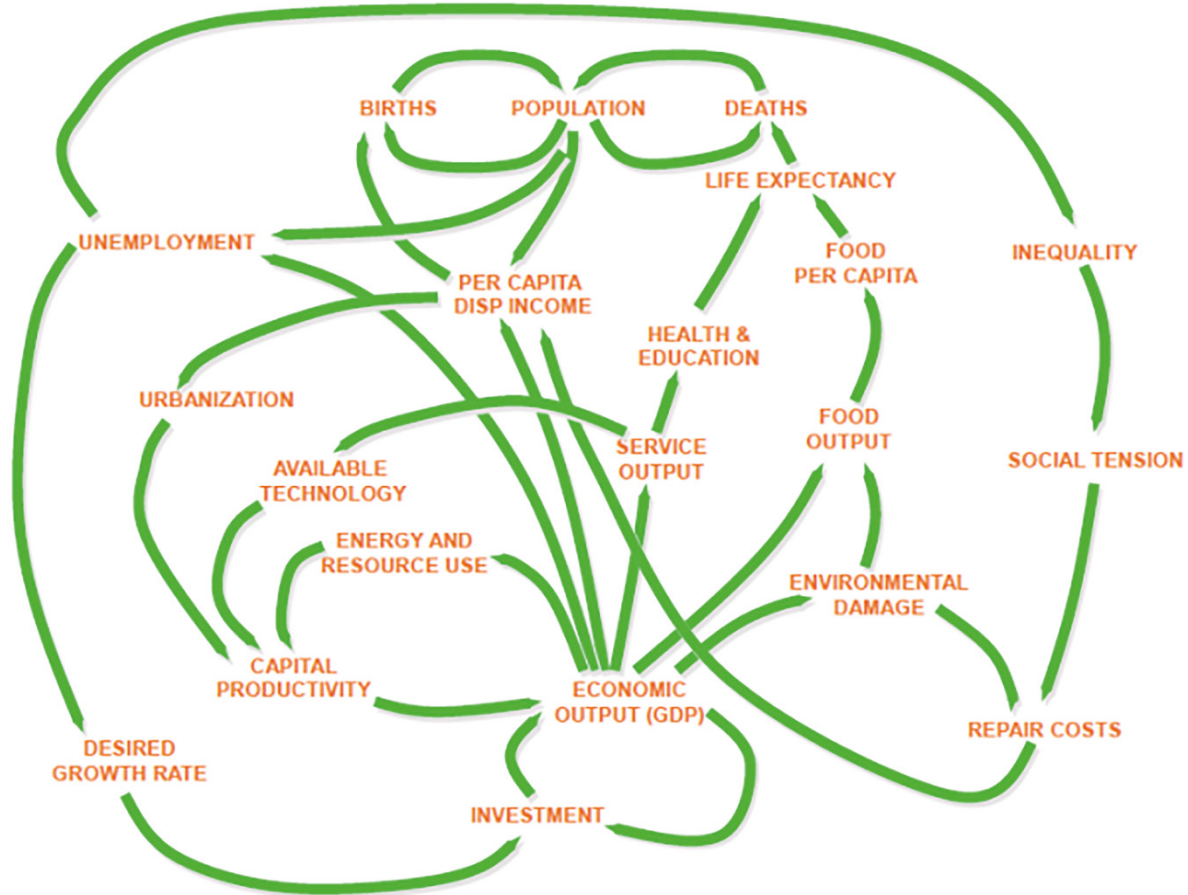 BIRTHS
POPULATION
DEATHS
LIFE EXPECTANCY
UNEMPLOYMENT
INEQUALITY
FOOD
PER CAPITA
PER CAPITA
DISP INCOME
HEALTH &
EDUCATION
URBANIZATION
FOOD
OUTPUT
SERVICE
OUTPUT
SOCIAL TENSION
AVAILABLE
TECHNOLOGY
ENERGY AND
RESOURCE USE
ENVIRONMENTAL
DAMAGE
CAPITAL
PRODUCTIVITY
ECONOMIC
OUTPUT (GDP)
REPAIR COSTS
DESIRED
GROWTH RATE
INVESTMENT